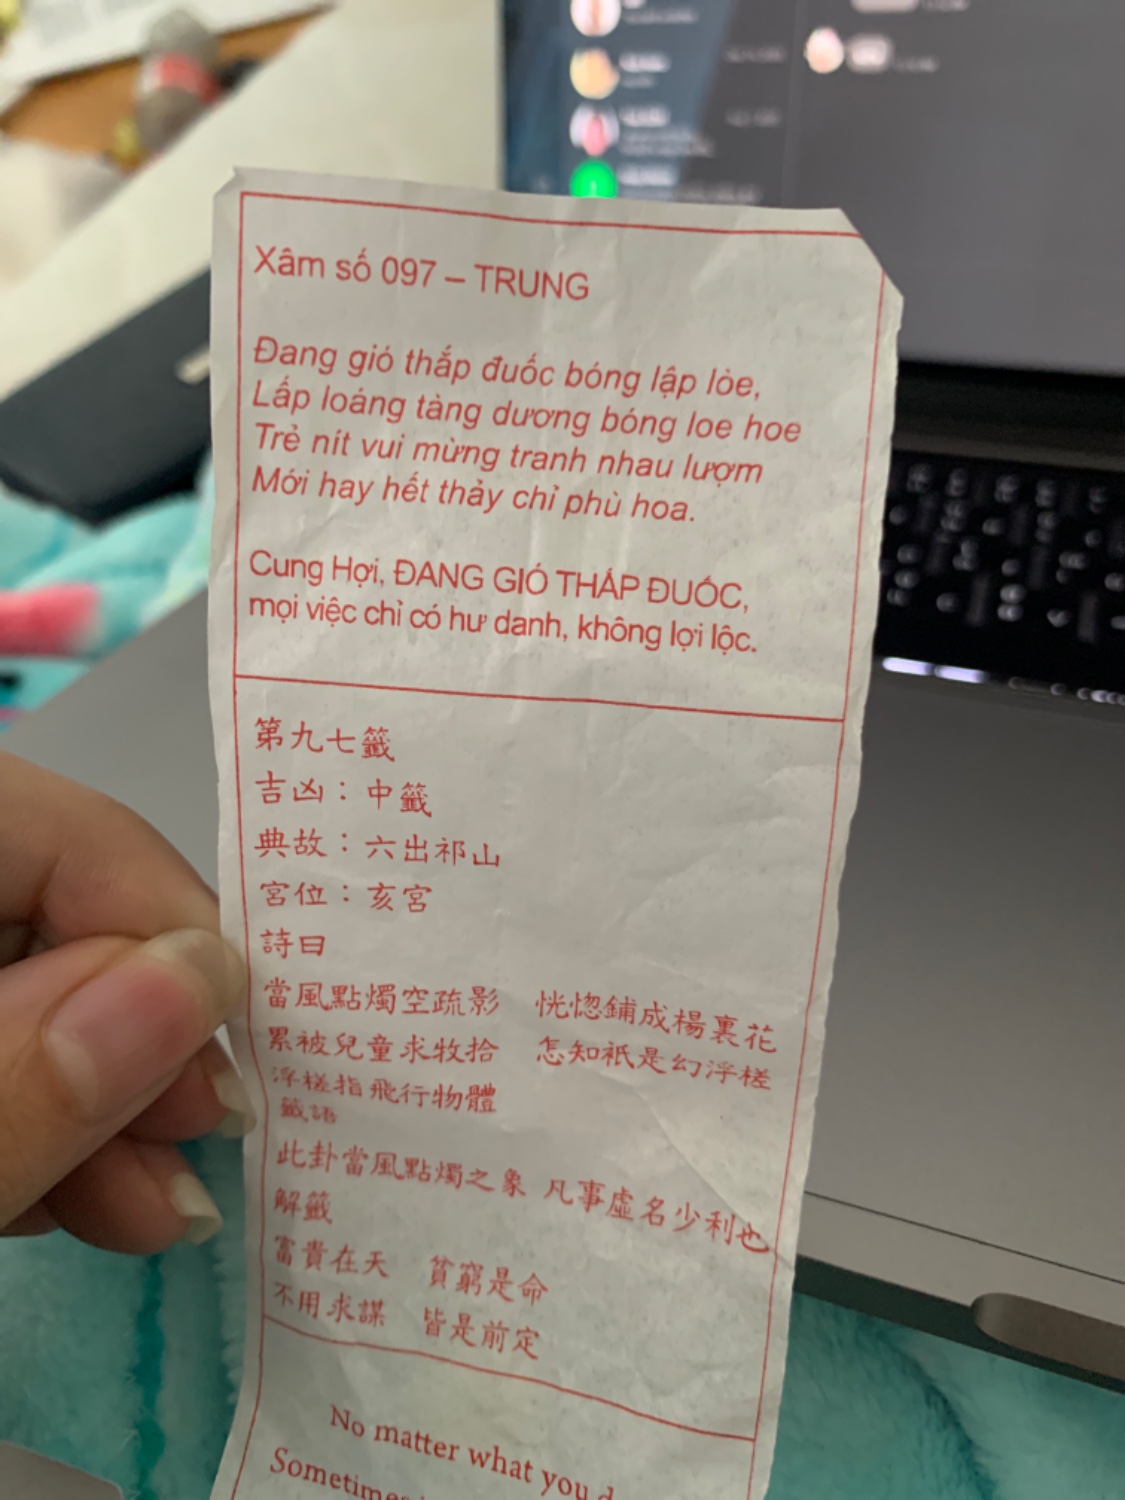 Xâm số 097 – TRUNG
Đang gió thắp đuốc bóng lập lòe,
Lấp loáng tàng dương bóng loe hoe
Trẻ nít vui mừng tranh nhau lượm
Mới hay hết thảy chỉ phù hoa.
Cung Hợi, ĐANG GIÓ THẮP ĐUỐC,
mọi việc chỉ có hư danh, không lợi lộc.
第九七籤
吉凶：中籤
典故：六出祁山
宮位：亥宮
詩曰
當風點燭空疏影 恍惚鋪成楊裏花
累被兒童求收拾 怎知衹是幻浮槎
浮槎指飛行物體
籤語
此卦當風點燭之象 凡事虛名少利也
解籤
富貴在天 貧窮是命
不用求謀 皆是前定
No matter what you
Sometimes